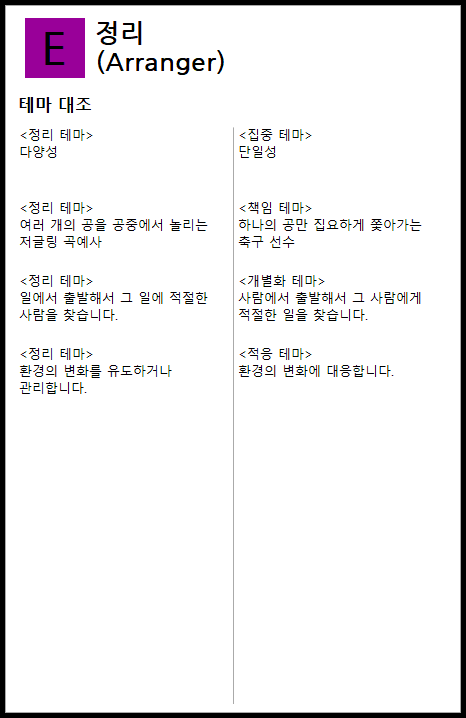 E
정리
(Arranger)
테마 대조
<정리 테마>
다양성
<집중 테마>
단일성
<정리 테마>
여러 개의 공을 공중에서 놀리는
저글링 곡예사
<책임 테마>
하나의 공만 집요하게 쫓아가는
축구 선수
<정리 테마>
일에서 출발해서 그 일에 적절한
사람을 찾습니다.
<개별화 테마>
사람에서 출발해서 그 사람에게
적절한 일을 찾습니다.
<정리 테마>
환경의 변화를 유도하거나
관리합니다.
<적응 테마>
환경의 변화에 대응합니다.